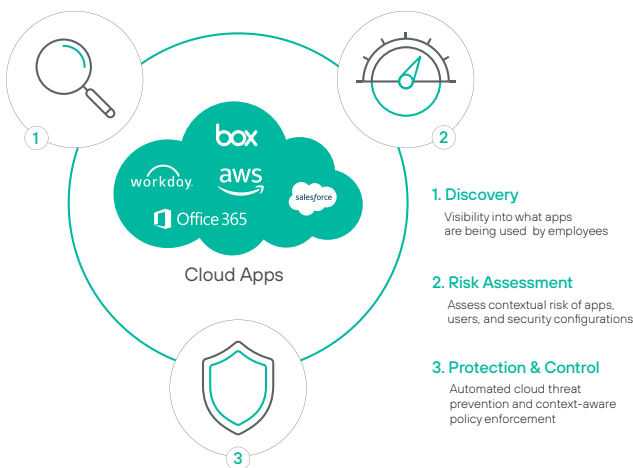 1
2
box
workday.
aws
salesforce
Office 365
Cloud Apps
1. Discovery
Visibility into what apps
are being used by employees
2. Risk Assessment
Assess contextual risk of apps,
users, and security configurations
3. Protection & Control
Automated cloud threat
prevention and context-aware
policy enforcement
3